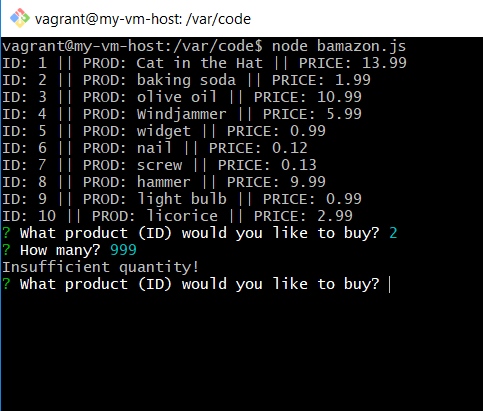 vagrant@my-vm-host: /var/code
vagrant@my-vm-host:/var/code$ node bamazon.js
ID: 1 || PROD: Cat in the Hat || PRICE: 13.99
ID: 2 || PROD: baking soda || PRICE: 1.99
ID: 3 || PROD: olive oil || PRICE: 10.99
ID: 4 || PROD: Windjammer || PRICE: 5.99
ID: 5 || PROD: widget || PRICE: 0.99
ID: 6 || PROD: nail || PRICE: 0.12
ID: 7 || PROD: screw || PRICE: 0.13
ID: 8 || PROD: hammer || PRICE: 9.99
ID: 9 || PROD: light bulb || PRICE: 0.99
ID: 10 || PROD: licorice || PRICE: 2.99
? What product (ID) would you like to buy? 2
? How many? 999
Insufficient quantity!
? What product (ID) would you like to buy?